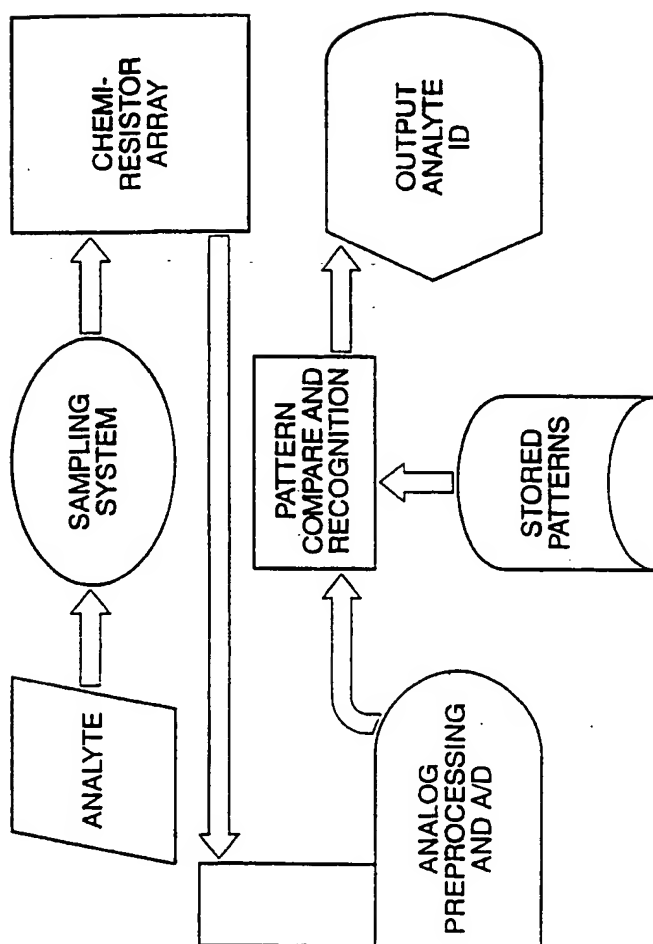 ANALYTE
SAMPLING
SYSTEM
CHEMI-
RESISTOR
ARRAY
ANALOG
PREPROCESSING
AND A/D
PATTERN
COMPARE AND
RECOGNITION
STORED
PATTERNS
OUTPUT
ANALYTE
ID